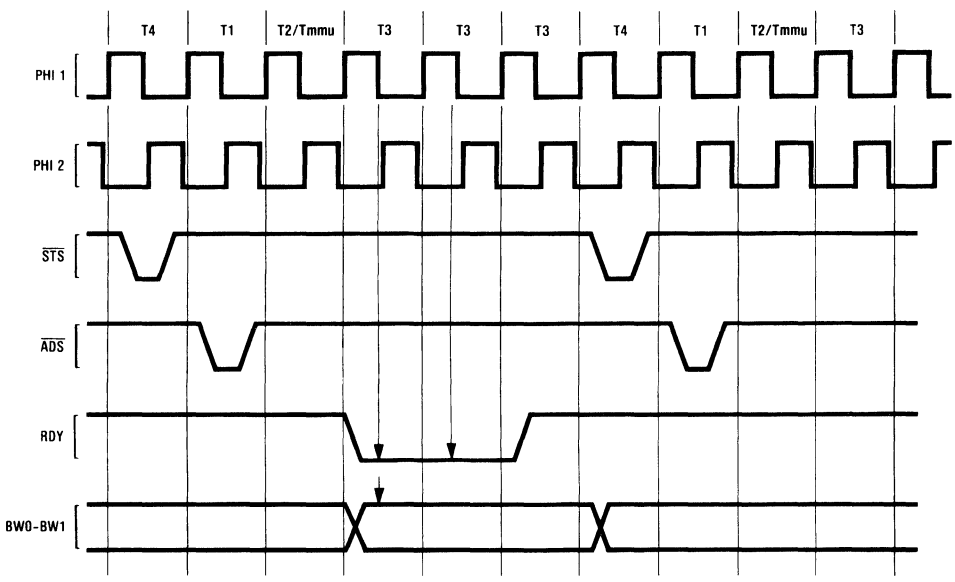 T4 T1 T2/Tmmu T3 T3 T3 T4 T1 T2/Tmmu T3
PHI 1
PHI 2
STS
ADS
RDY
BW0-BW1